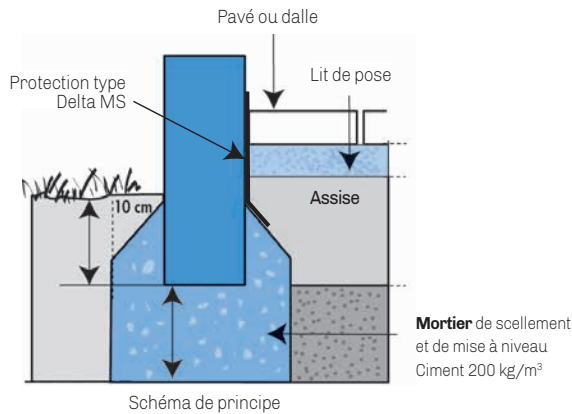 Pavé ou dalle
Lit de pose
Protection type
Delta MS
10 cm
Assise
Mortier de scellement
et de mise à niveau
Ciment 200 kg/m³
Schéma de principe